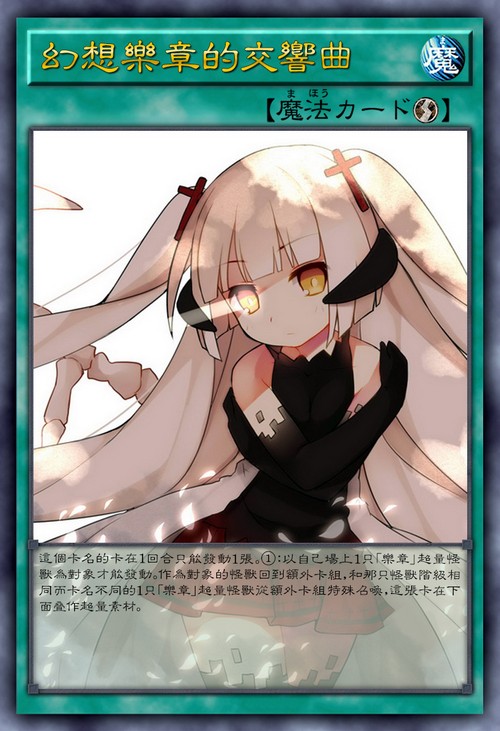 幻想樂章的交響曲
魔
ま ほう
【魔法カード】
這個卡名的卡在1回合只能發動1張。①:以自己場上1只「樂章」超量怪
獸為對象才能發動。作為對象的怪獸回到額外卡組,和那只怪獸階級相
同而卡名不同的1只「樂章」超量怪獸從額外卡組特殊召喚,這張卡在下
面疊作超量素材。